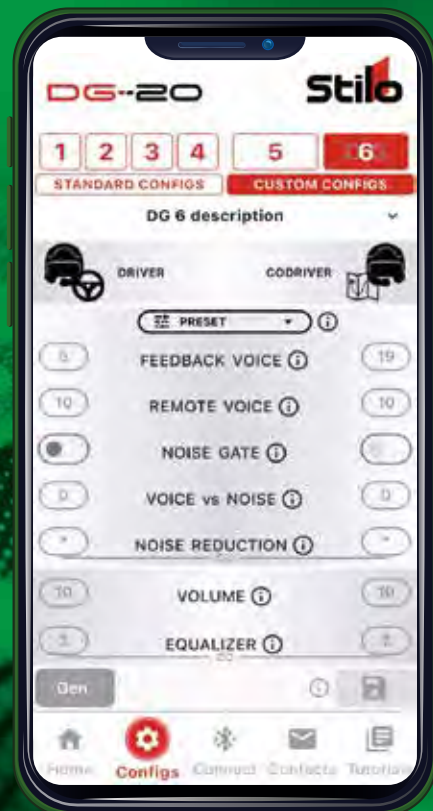 DG-20 Stilo
1 2 3 4 5 6
STANDARD CONFIGS CUSTOM CONFIGS
DG 6 description
DRIVER CODRIVER
PRESET
FEEDBACK VOICE 19
10 REMOTE VOICE 10
NOISE GATE
0 VOICE vs NOISE 0
* NOISE REDUCTION *
10 VOLUME 10
EQUALIZER
Gen
Home Configs Connect Contacts Tutorials